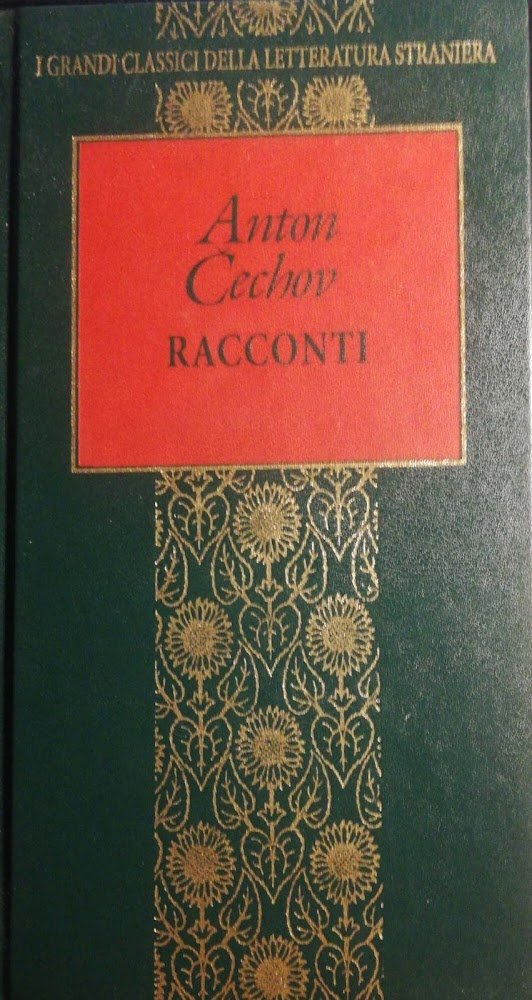 I GRANDI CLASSICI DELLA LETTERATURA STRANIERA
Anton
Čechov
RACCONTI